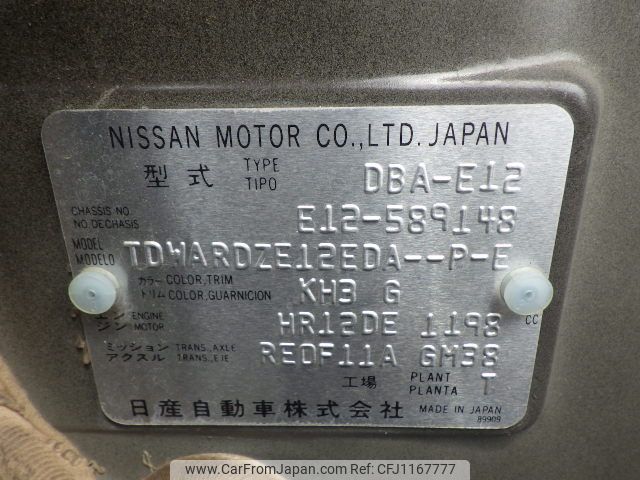 NISSAN MOTOR CO.,LTD. JAPAN
型式 TYPE TIPO DBA-E12
CHASSIS NO. NO.DECHASIS E12-589148
MODEL MODELO TDWARDZE12EDA--P-E
カラー COLOR,TRIM トリム COLOR,GUARNICION KH3 G
エンジン ENGINE MOTOR HR12DE 1198 CC
ミッション TRANS., AXLE アクスル TRANS., EJE RE0F11A GM38
工場 PLANT PLANTA T
日産自動車株式会社 MADE IN JAPAN
89909
© www.CarFromJapan.com | Ref.No CFJ1167777